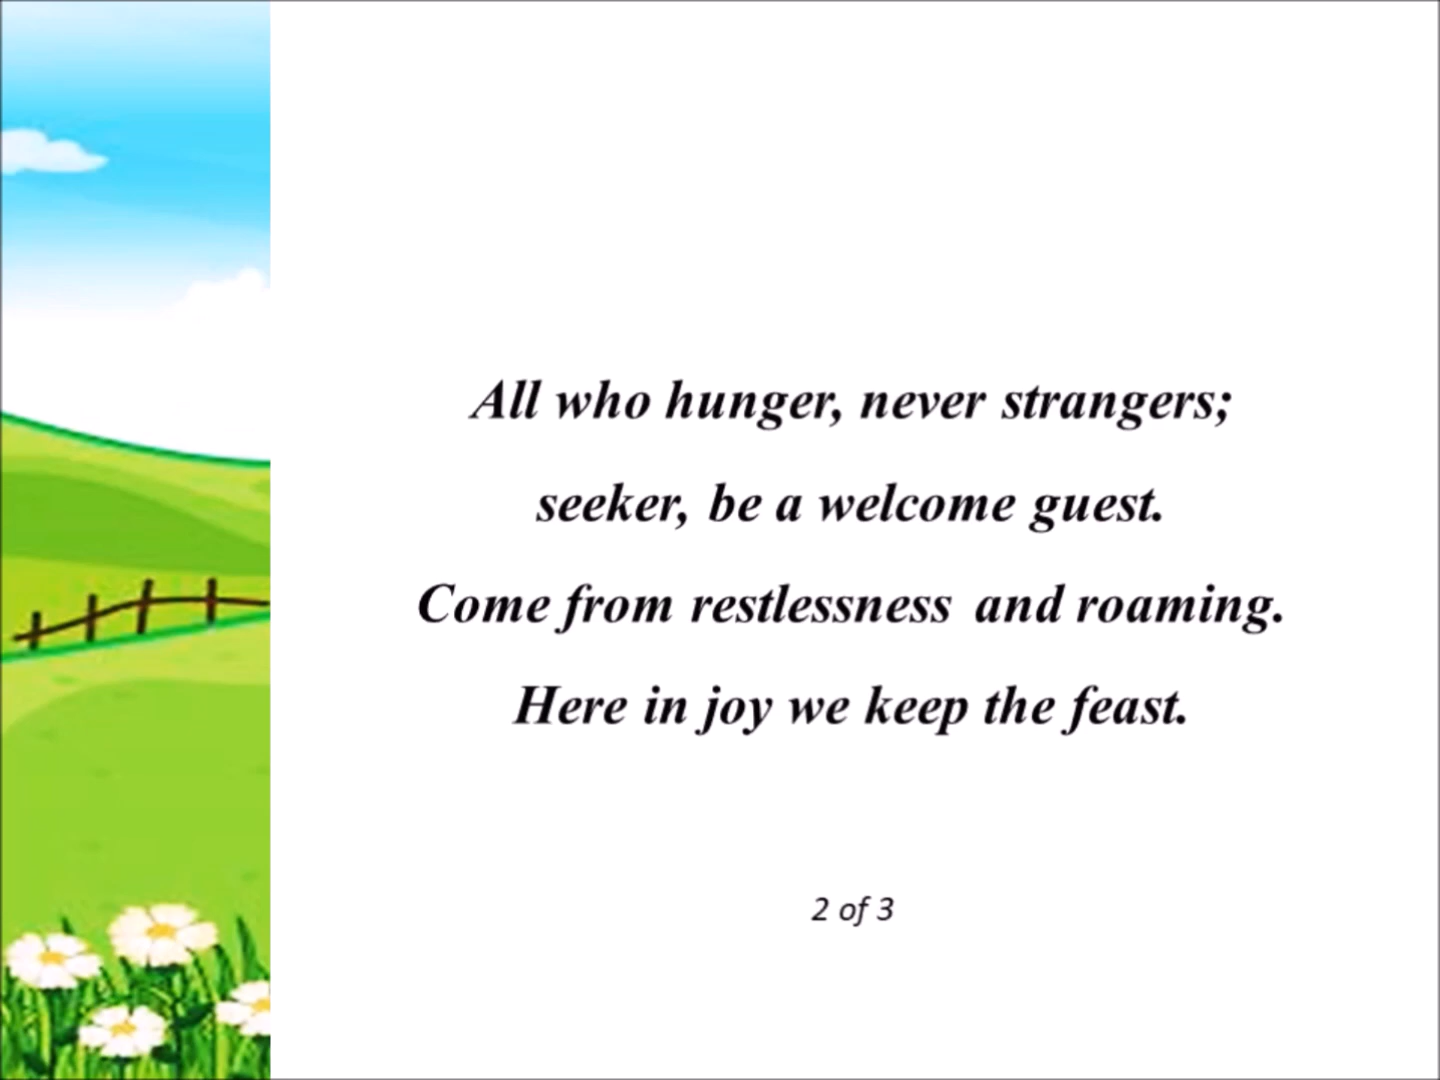 All who hunger, never strangers;
seeker, be a welcome guest.
Come from restlessness and roaming.
Here in joy we keep the feast.
2 of 3